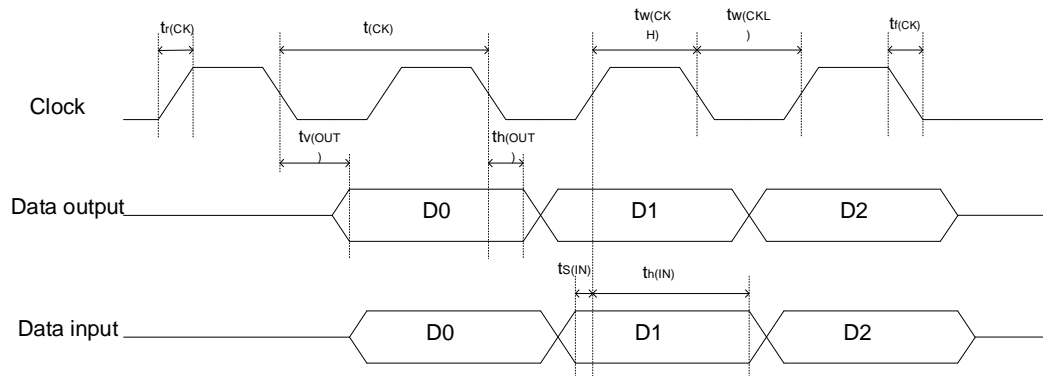 tr(CK)
t(CK)
tw(CK
H)
tw(CKL
)
tf(CK)
Clock
tv(OUT
)
th(OUT
)
Data output
D0
D1
D2
tS(IN)
th(IN)
Data input
D0
D1
D2